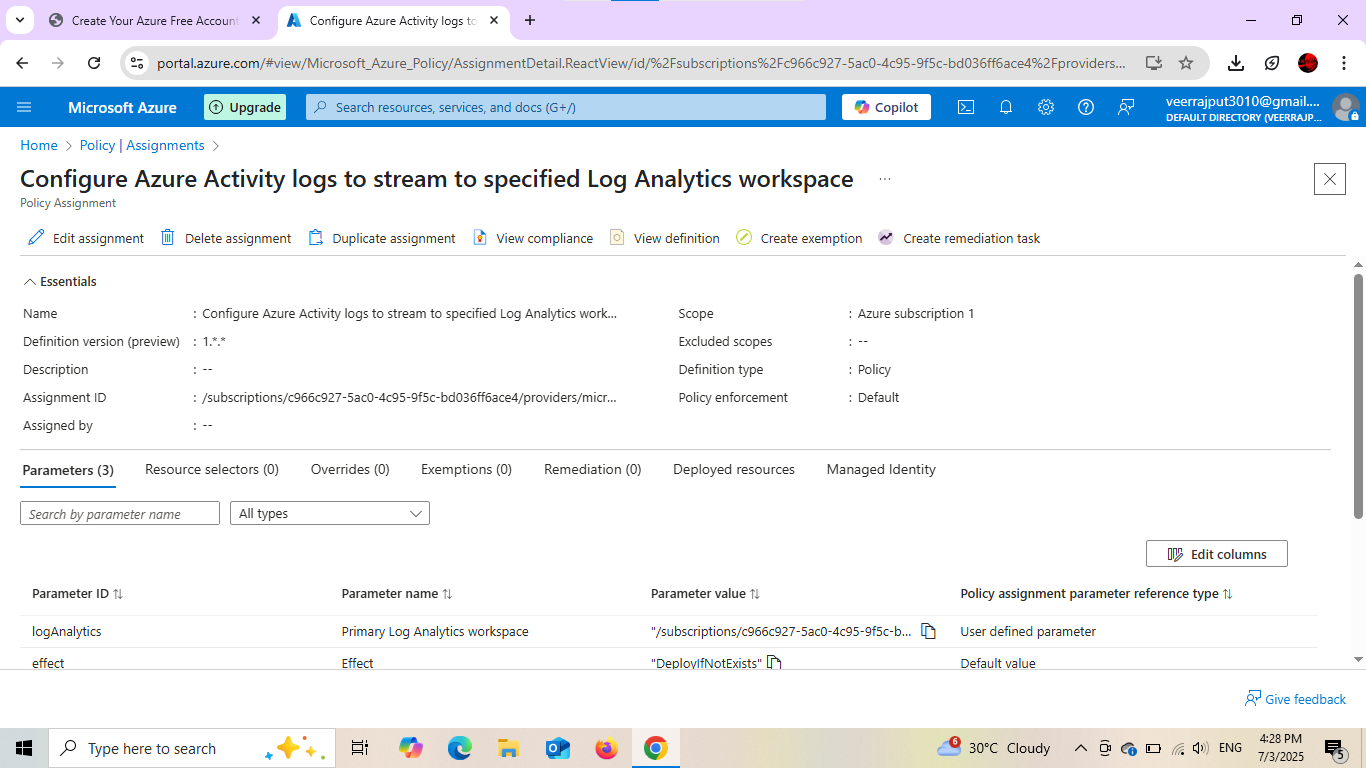 Create Your Azure Free Account
Configure Azure Activity logs to
portal.azure.com/#view/Microsoft_Azure_Policy/AssignmentDetail.ReactView/id/%2Fsubscriptions%2Fc966c927-5ac0-4c95-9f5c-bd036ff6ace4%2Fproviders...
Microsoft Azure
Upgrade
Search resources, services, and docs (G+/)
Copilot
veerrajput3010@gmail....
DEFAULT DIRECTORY (VEERRAJP...
Home > Policy | Assignments >
Configure Azure Activity logs to stream to specified Log Analytics workspace ...
Policy Assignment
Edit assignment Delete assignment Duplicate assignment View compliance View definition Create exemption Create remediation task
Essentials
Name : Configure Azure Activity logs to stream to specified Log Analytics work... Scope : Azure subscription 1
Definition version (preview) : 1.*.* Excluded scopes : --
Description : -- Definition type : Policy
Assignment ID : /subscriptions/c966c927-5ac0-4c95-9f5c-bd036ff6ace4/providers/micr... Policy enforcement : Default
Assigned by : --
Parameters (3) Resource selectors (0) Overrides (0) Exemptions (0) Remediation (0) Deployed resources Managed Identity
Search by parameter name All types
Edit columns
Parameter ID Parameter name Parameter value Policy assignment parameter reference type
logAnalytics Primary Log Analytics workspace "/subscriptions/c966c927-5ac0-4c95-9f5c-b... User defined parameter
effect Effect "DeployIfNotExists" Default value
Give feedback
Type here to search 6 30°C Cloudy ENG 4:28 PM
7/3/2025 5